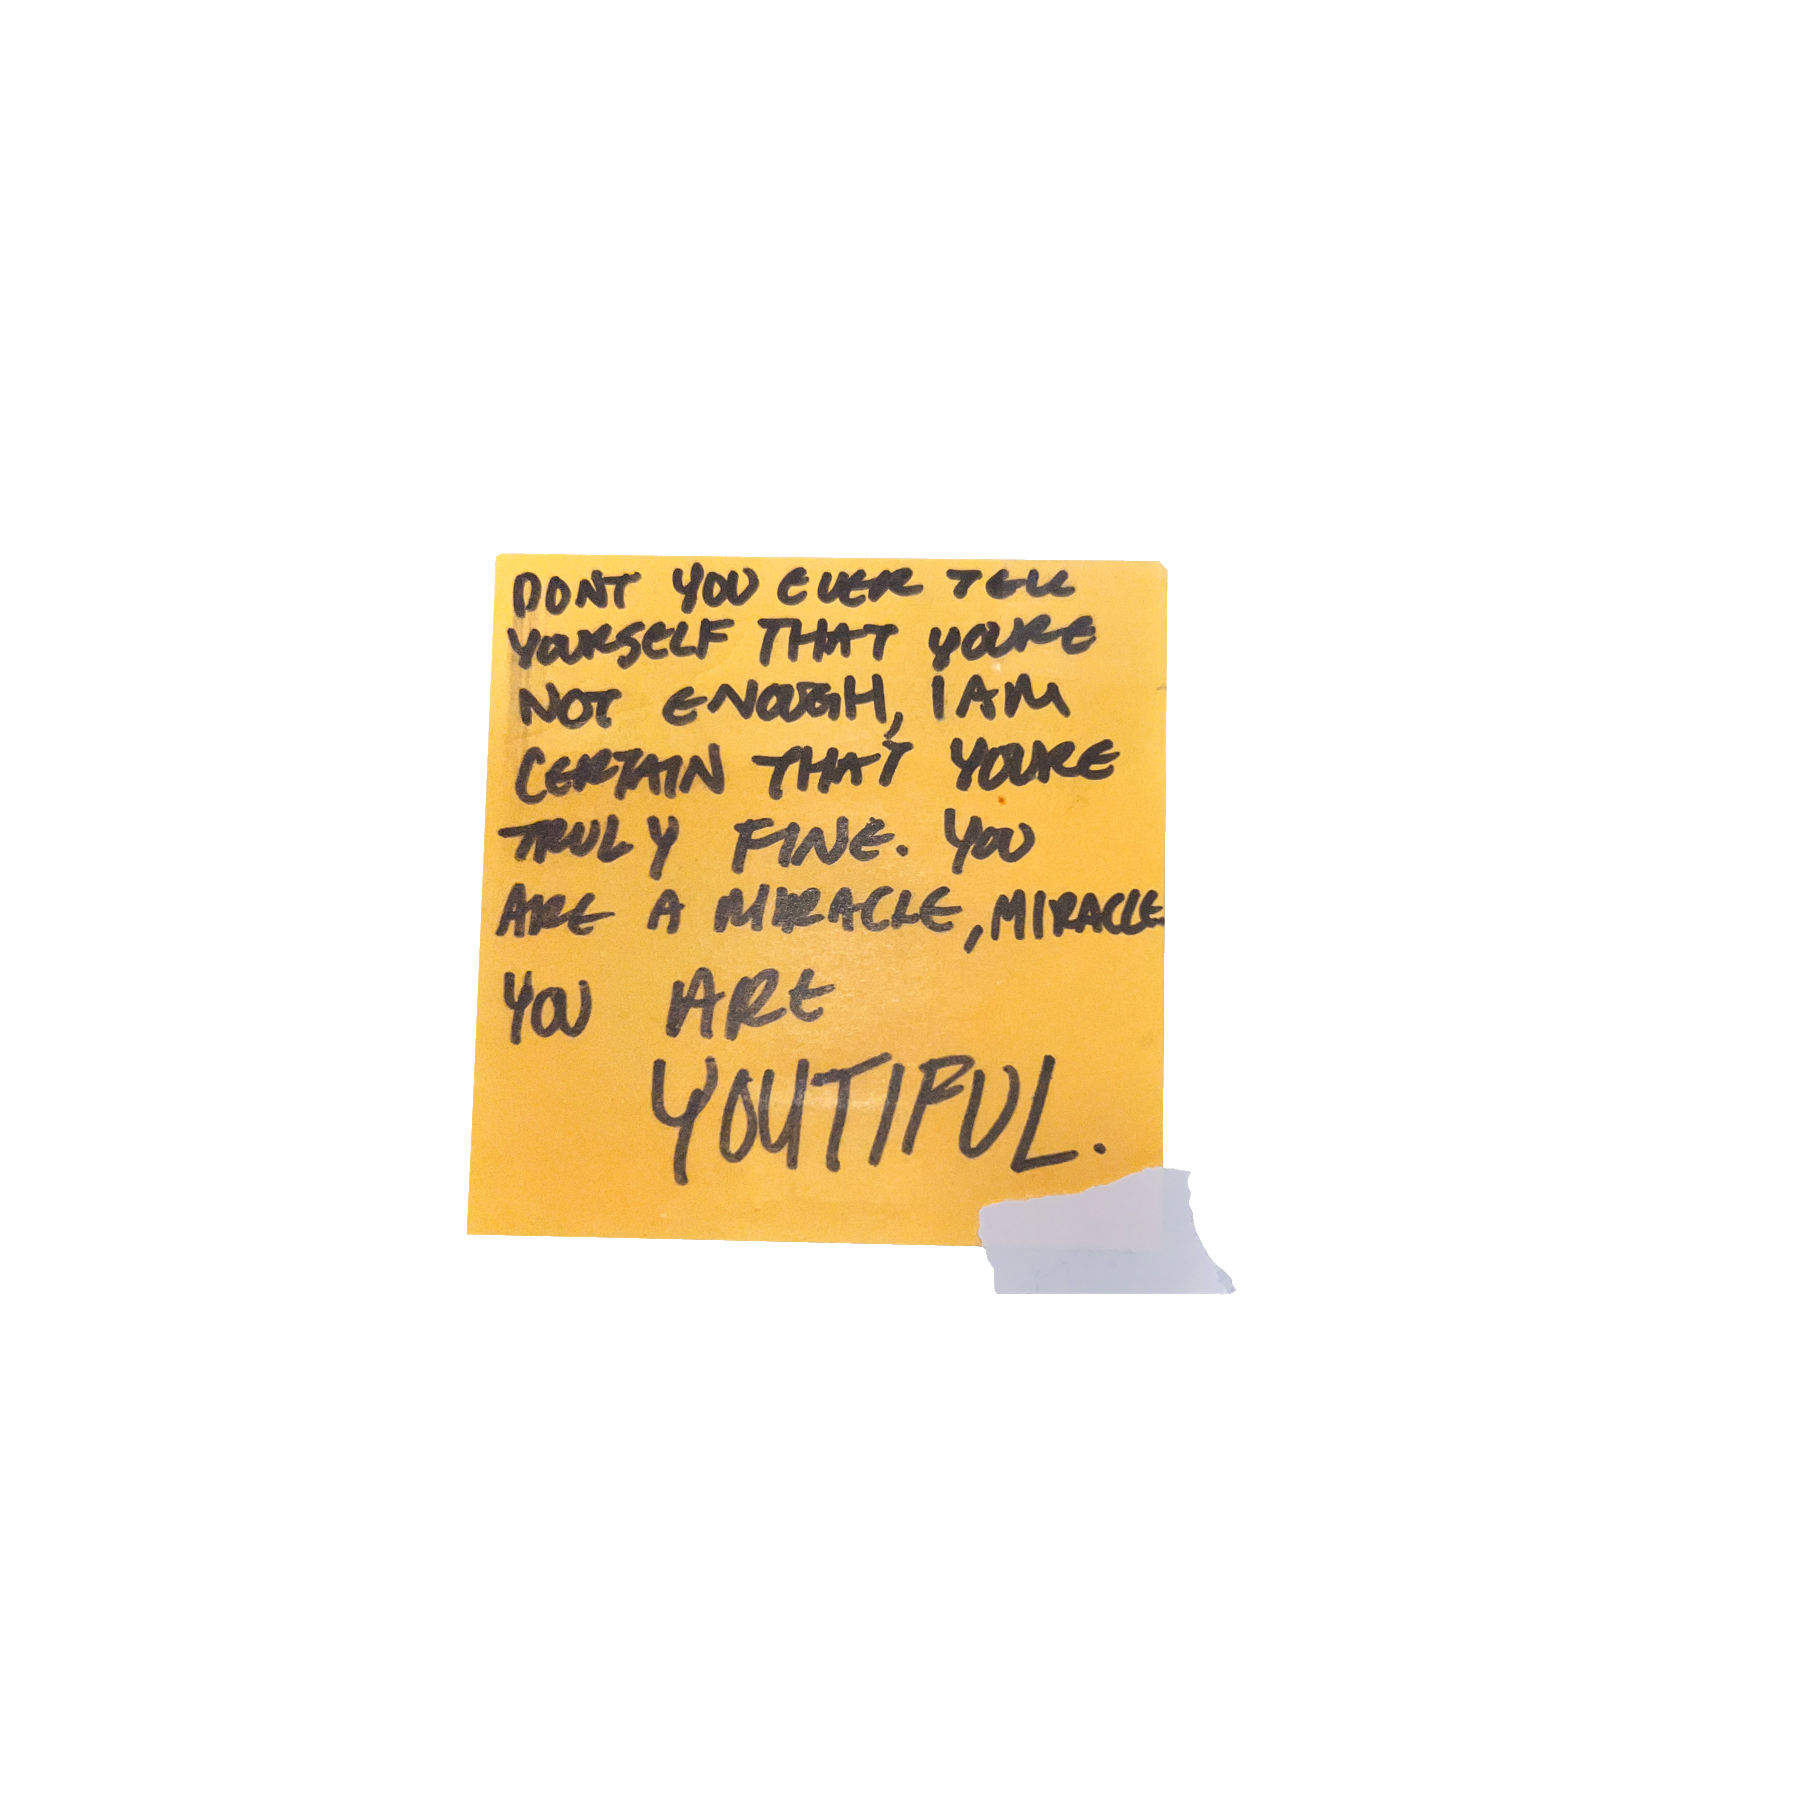 DONT YOU EVER TELL
YOURSELF THAT YOURE
NOT ENOUGH, I AM
CERTAIN THAT YOURE
TRULY FINE. YOU
ARE A MIRACLE, MIRACLE
YOU ARE
YOUTIFUL.